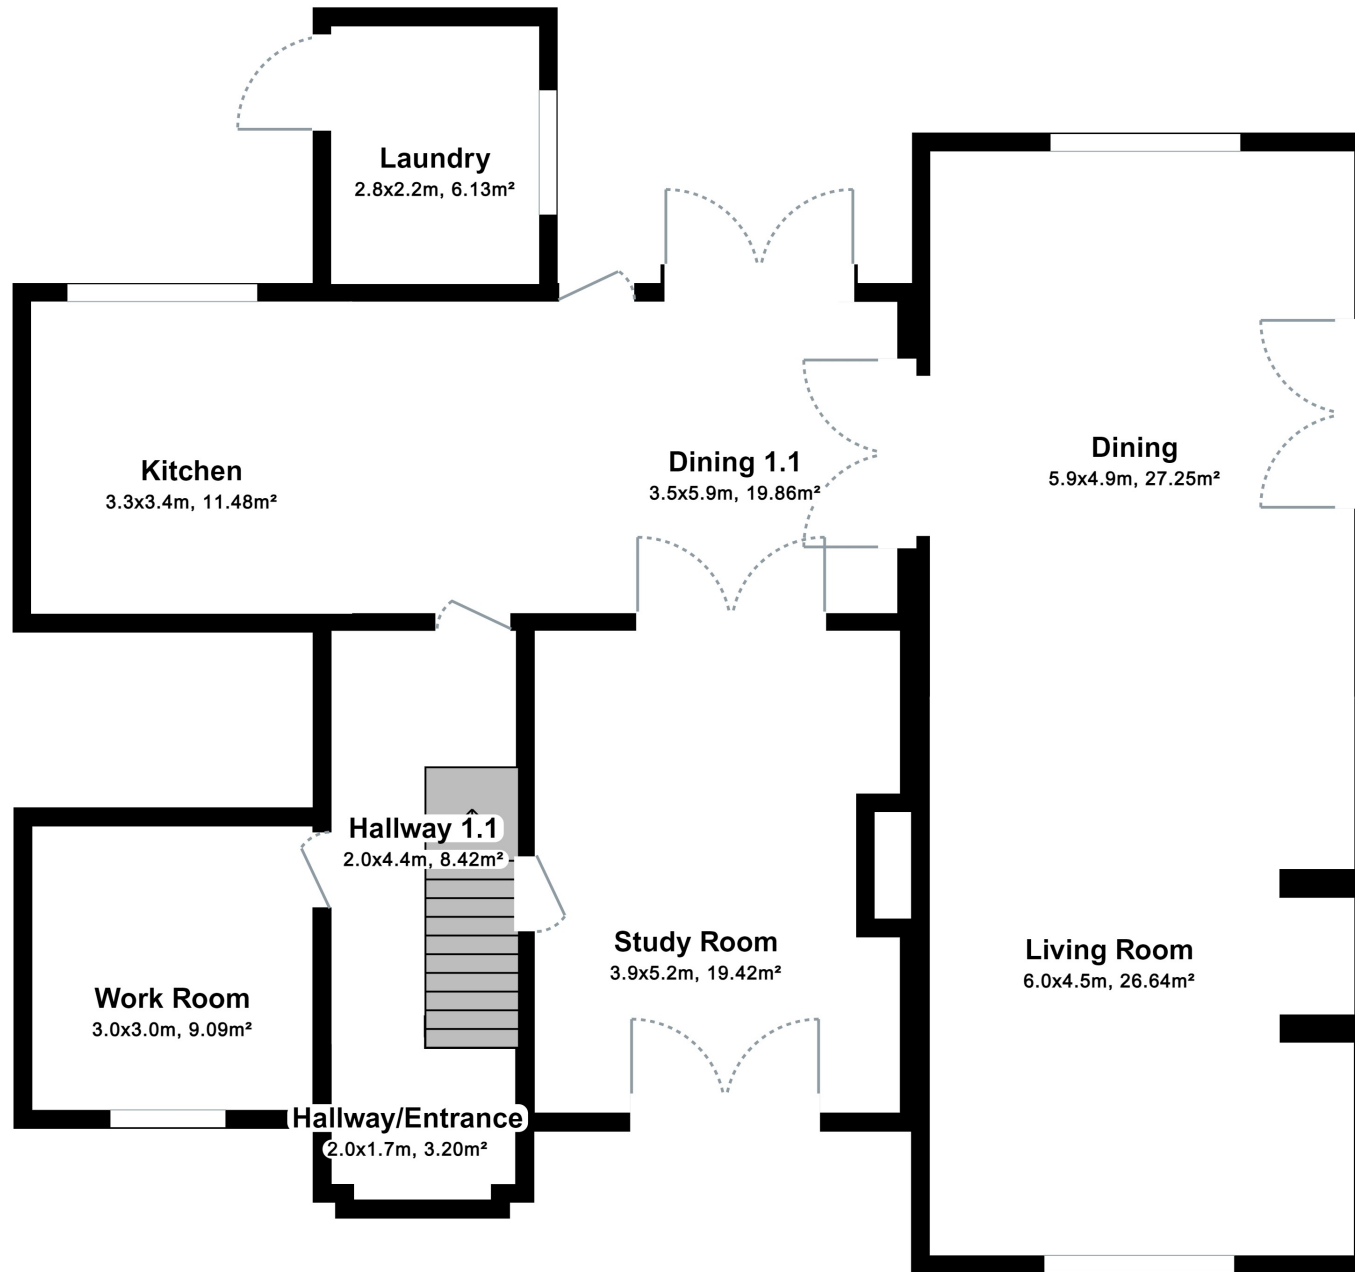 Laundry
2.8x2.2m, 6.13m²
Kitchen
3.3x3.4m, 11.48m²
Dining 1.1
3.5x5.9m, 19.86m²
Dining
5.9x4.9m, 27.25m²
Hallway 1.1
2.0x4.4m, 8.42m²
Study Room
3.9x5.2m, 19.42m²
Living Room
6.0x4.5m, 26.64m²
Work Room
3.0x3.0m, 9.09m²
Hallway/Entrance
2.0x1.7m, 3.20m²